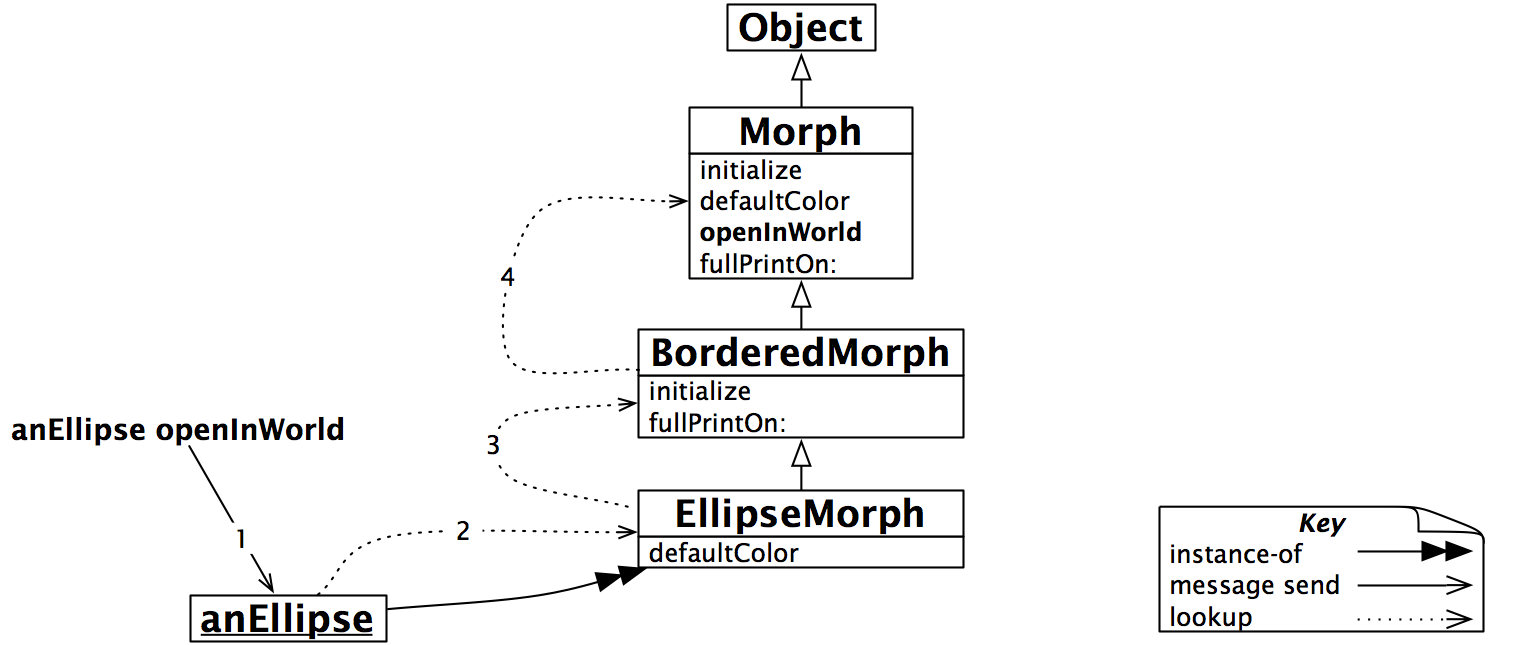 Object
Morph
initialize
defaultColor
openInWorld
fullPrintOn:
4
BorderedMorph
initialize
fullPrintOn:
anEllipse openInWorld
3
EllipseMorph
defaultColor
2
1
anEllipse
Key
instance-of
message send
lookup